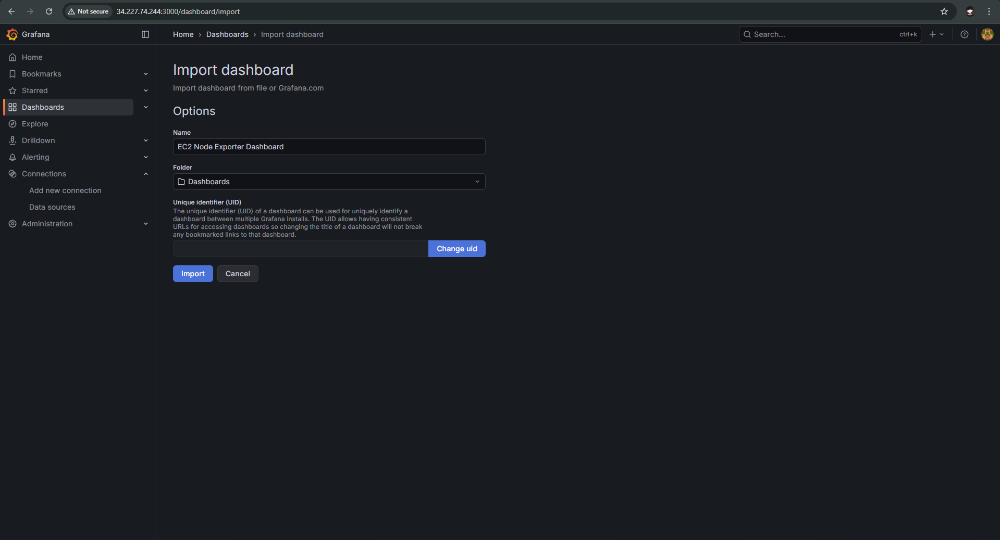 Not secure
34.227.74.244:3000/dashboard/import
Grafana
Home › Dashboards › Import dashboard
Search...
ctrl+k
Home
Bookmarks
Starred
Dashboards
Explore
Drilldown
Alerting
Connections
Add new connection
Data sources
Administration
Import dashboard
Import dashboard from file or Grafana.com
Options
Name
EC2 Node Exporter Dashboard
Folder
Dashboards
Unique identifier (UID)
The unique identifier (UID) of a dashboard can be used for uniquely identify a
dashboard between multiple Grafana installs. The UID allows having consistent
URLs for accessing dashboards so changing the title of a dashboard will not break
any bookmarked links to that dashboard.
Change uid
Import
Cancel